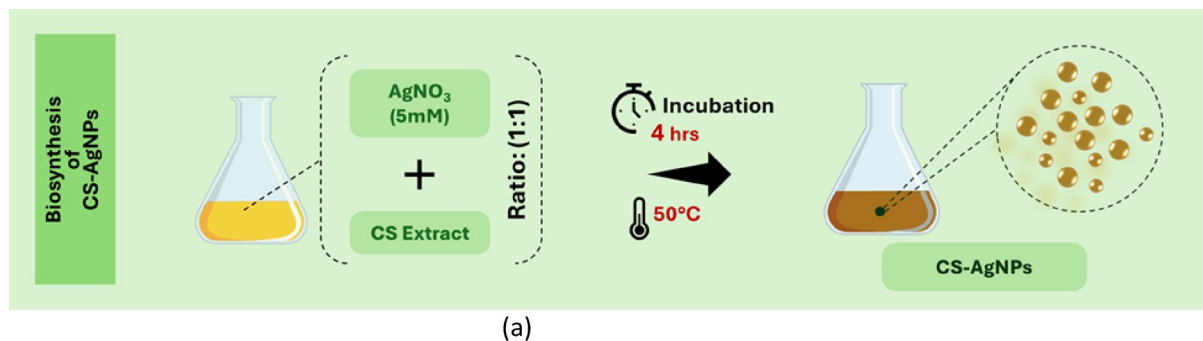 Biosynthesis
of
CS-AgNPs
AgNO₃
(5mM)
+
CS Extract
Ratio: (1:1)
Incubation
4 hrs
50°C
CS-AgNPs
(a)